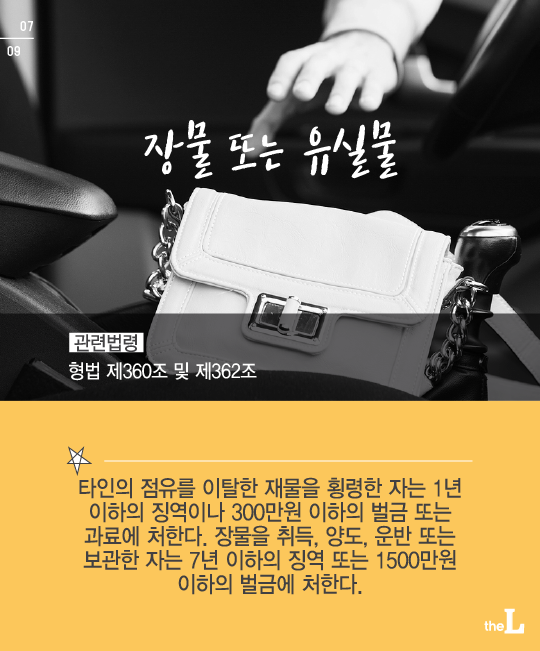 07
09
장물 또는 유실물
관련법령
형법 제360조 및 제362조
타인의 점유를 이탈한 재물을 횡령한 자는 1년
이하의 징역이나 300만원 이하의 벌금 또는
과료에 처한다. 장물을 취득, 양도, 운반 또는
보관한 자는 7년 이하의 징역 또는 1500만원
이하의 벌금에 처한다.
the L